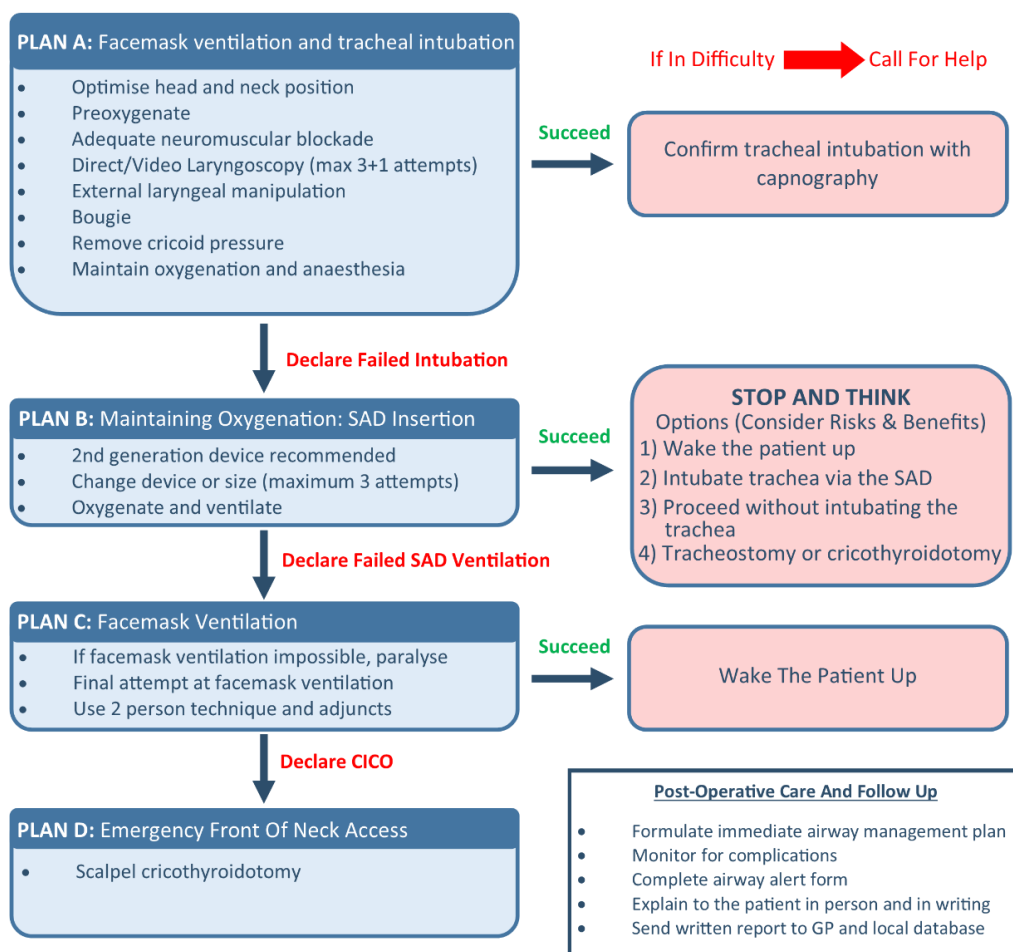 PLAN A: Facemask ventilation and tracheal intubation
• Optimise head and neck position
• Preoxygenate
• Adequate neuromuscular blockade
• Direct/Video Laryngoscopy (max 3+1 attempts)
• External laryngeal manipulation
• Bougie
• Remove cricoid pressure
• Maintain oxygenation and anaesthesia
If In Difficulty
Call For Help
Succeed
Confirm tracheal intubation with
capnography
Declare Failed Intubation
PLAN B: Maintaining Oxygenation: SAD Insertion
• 2nd generation device recommended
• Change device or size (maximum 3 attempts)
• Oxygenate and ventilate
Succeed
STOP AND THINK
Options (Consider Risks & Benefits)
1) Wake the patient up
2) Intubate trachea via the SAD
3) Proceed without intubating the
trachea
4) Tracheostomy or cricothyroidotomy
Declare Failed SAD Ventilation
PLAN C: Facemask Ventilation
• If facemask ventilation impossible, paralyse
• Final attempt at facemask ventilation
• Use 2 person technique and adjuncts
Succeed
Wake The Patient Up
Declare CICO
PLAN D: Emergency Front Of Neck Access
• Scalpel cricothyroidotomy
Post-Operative Care And Follow Up
• Formulate immediate airway management plan
• Monitor for complications
• Complete airway alert form
• Explain to the patient in person and in writing
• Send written report to GP and local database